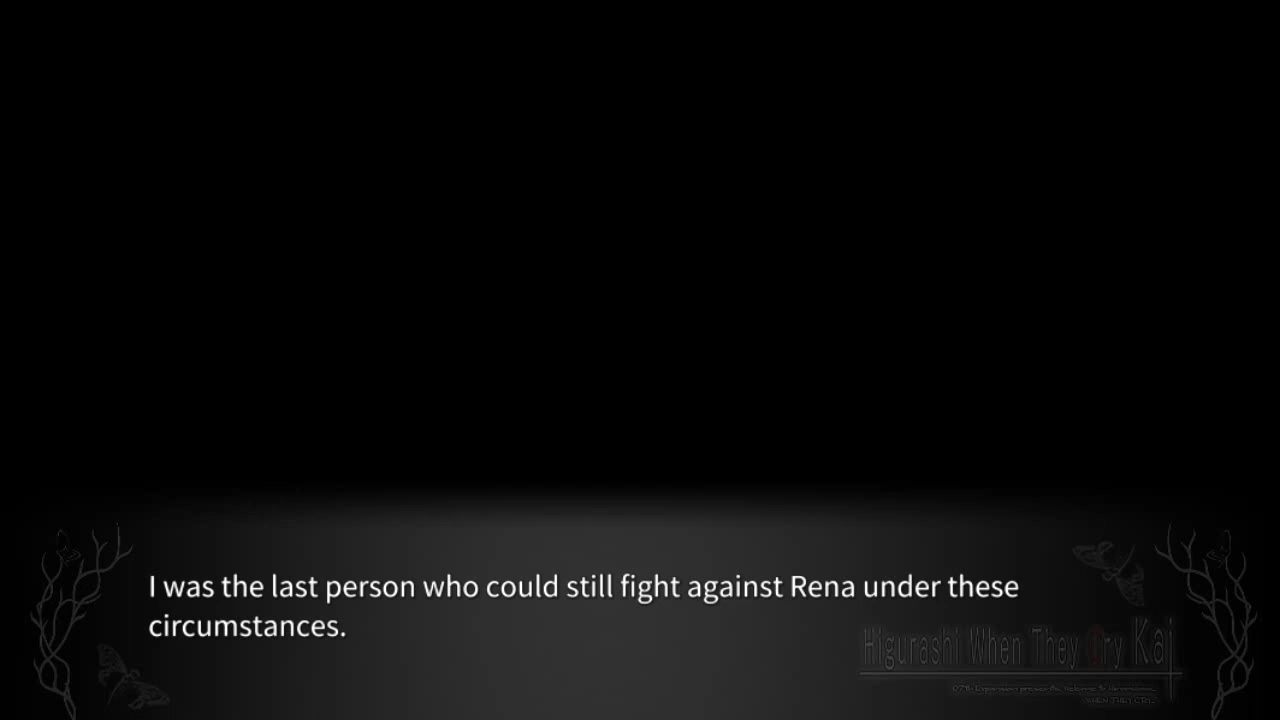 I was the last person who could still fight against Rena under these
circumstances.
Higurashi When They Cry Kai